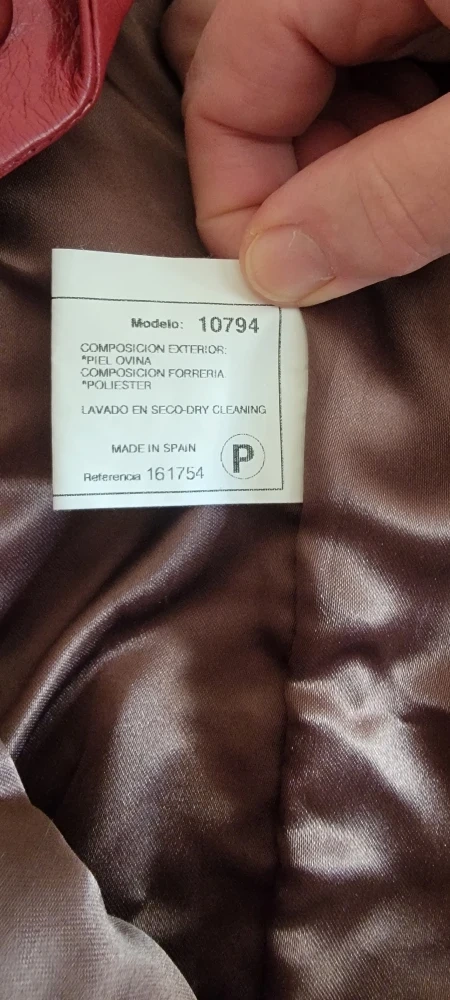 Modelo: 10794
COMPOSICION EXTERIOR:
*PIEL OVINA
COMPOSICION FORRERIA
*POLIESTER
LAVADO EN SECO-DRY CLEANING
MADE IN SPAIN
P
Referencia 161754